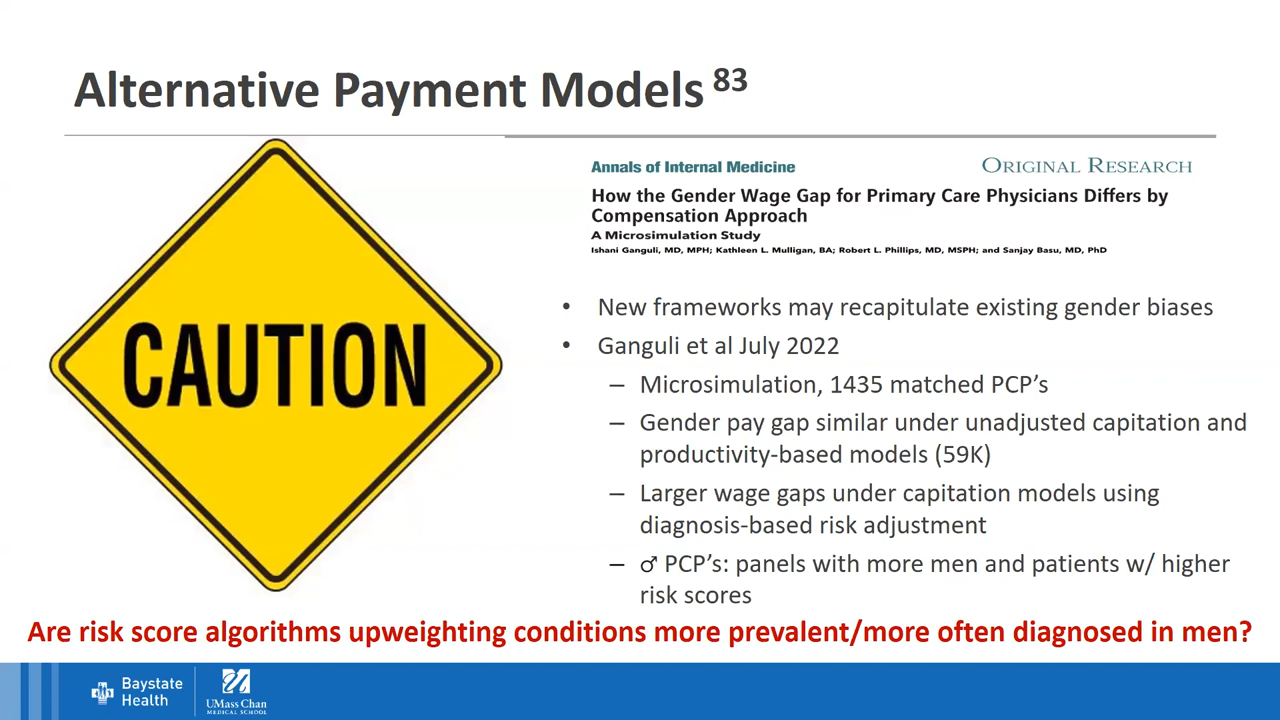 Alternative Payment Models 83
CAUTION
Annals of Internal Medicine
ORIGINAL RESEARCH
How the Gender Wage Gap for Primary Care Physicians Differs by
Compensation Approach
A Microsimulation Study
Ishani Ganguli, MD, MPH; Kathleen L. Mulligan, BA; Robert L. Phillips, MD, MSPH; and Sanjay Basu, MD, PhD
• New frameworks may recapitulate existing gender biases
• Ganguli et al July 2022
– Microsimulation, 1435 matched PCP’s
– Gender pay gap similar under unadjusted capitation and
productivity-based models (59K)
– Larger wage gaps under capitation models using
diagnosis-based risk adjustment
– ♂ PCP’s: panels with more men and patients w/ higher
risk scores
Are risk score algorithms upweighting conditions more prevalent/more often diagnosed in men?
Baystate
Health
UMass Chan
MEDICAL SCHOOL